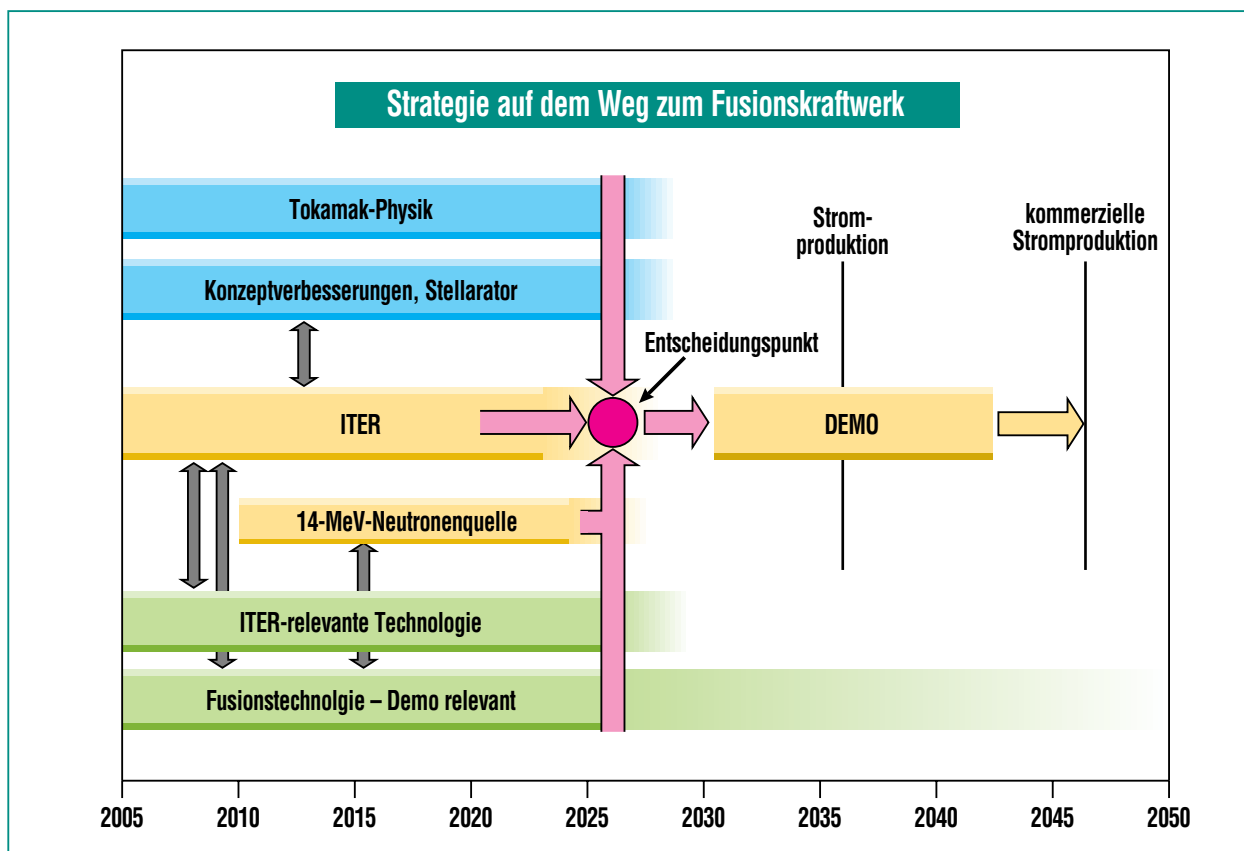 Strategie auf dem Weg zum Fusionskraftwerk
Tokamak-Physik
Konzeptverbesserungen, Stellarator
Strom-
produktion
kommerzielle
Stromproduktion
Entscheidungspunkt
ITER
DEMO
14-MeV-Neutronenquelle
ITER-relevante Technologie
Fusionstechnolgie – Demo relevant
2005 2010 2015 2020 2025 2030 2035 2040 2045 2050